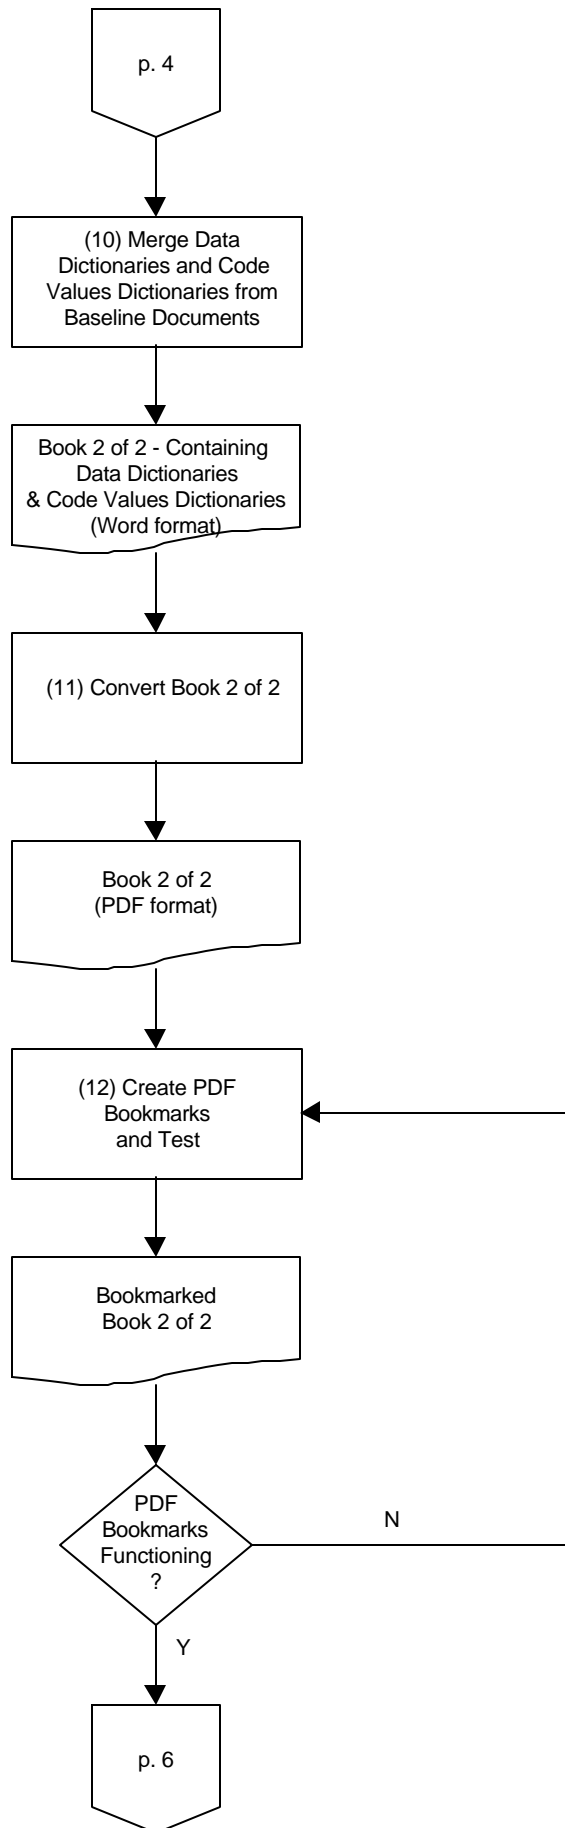 p. 4
(10) Merge Data
Dictionaries and Code
Values Dictionaries from
Baseline Documents
Book 2 of 2 - Containing
Data Dictionaries
& Code Values Dictionaries
(Word format)
(11) Convert Book 2 of 2
Book 2 of 2
(PDF format)
(12) Create PDF
Bookmarks
and Test
Bookmarked
Book 2 of 2
PDF
Bookmarks
Functioning
?
N
Y
p. 6